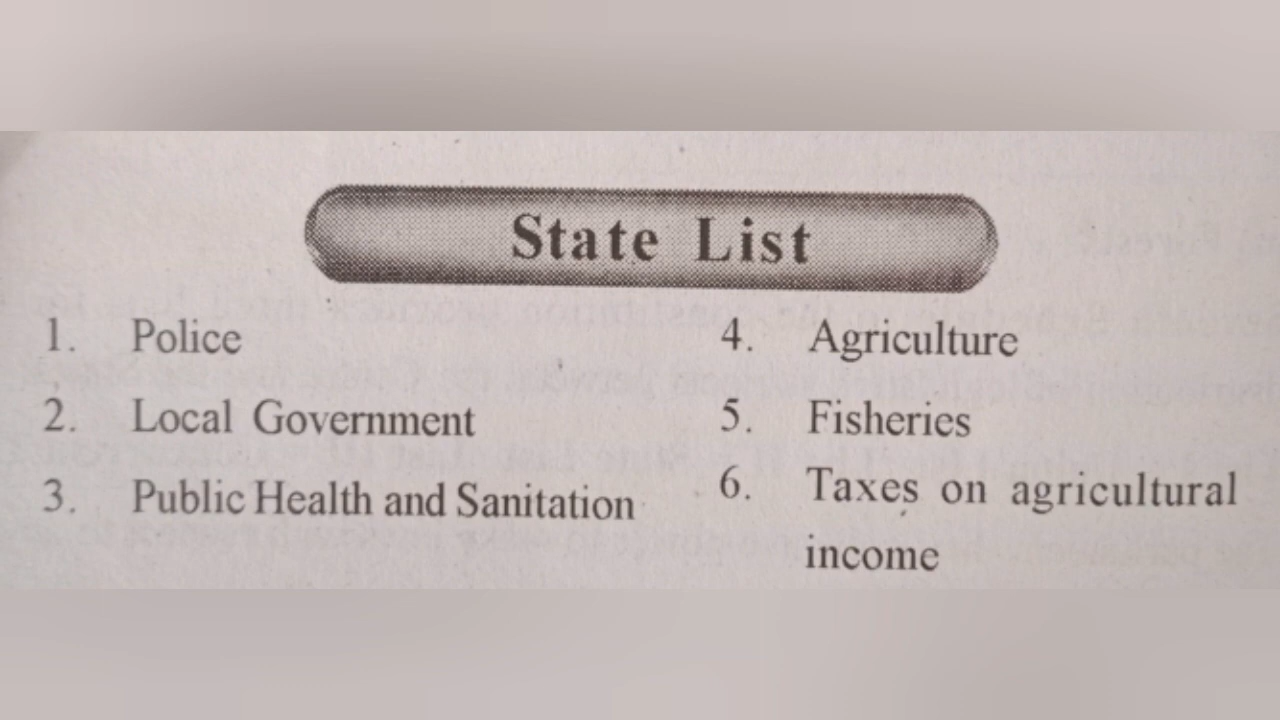 State List
1. Police
2. Local Government
3. Public Health and Sanitation
4. Agriculture
5. Fisheries
6. Taxes on agricultural
income